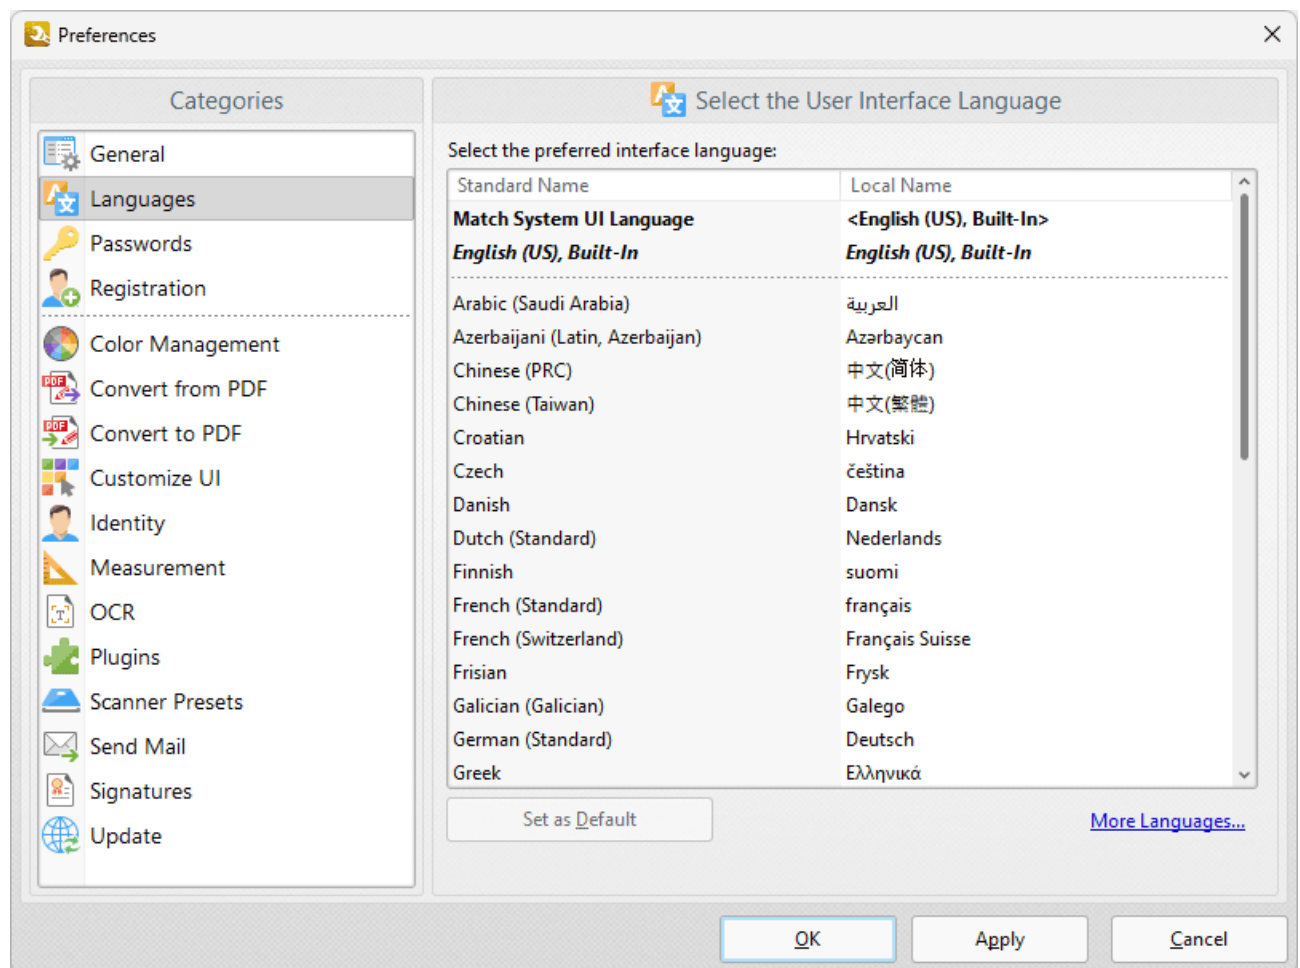 Preferences
Categories
General
Languages
Passwords
Registration
Color Management
Convert from PDF
Convert to PDF
Customize UI
Identity
Measurement
OCR
Plugins
Scanner Presets
Send Mail
Signatures
Update
Select the User Interface Language
Select the preferred interface language:
Standard Name Local Name
Match System UI Language <English (US), Built-In>
English (US), Built-In English (US), Built-In
Arabic (Saudi Arabia) العربية
Azerbaijani (Latin, Azerbaijan) Azərbaycan
Chinese (PRC) 中文(简体)
Chinese (Taiwan) 中文(繁體)
Croatian Hrvatski
Czech čeština
Danish Dansk
Dutch (Standard) Nederlands
Finnish suomi
French (Standard) français
French (Switzerland) Français Suisse
Frisian Frysk
Galician (Galician) Galego
German (Standard) Deutsch
Greek Ελληνικά
Set as Default More Languages...
OK Apply Cancel